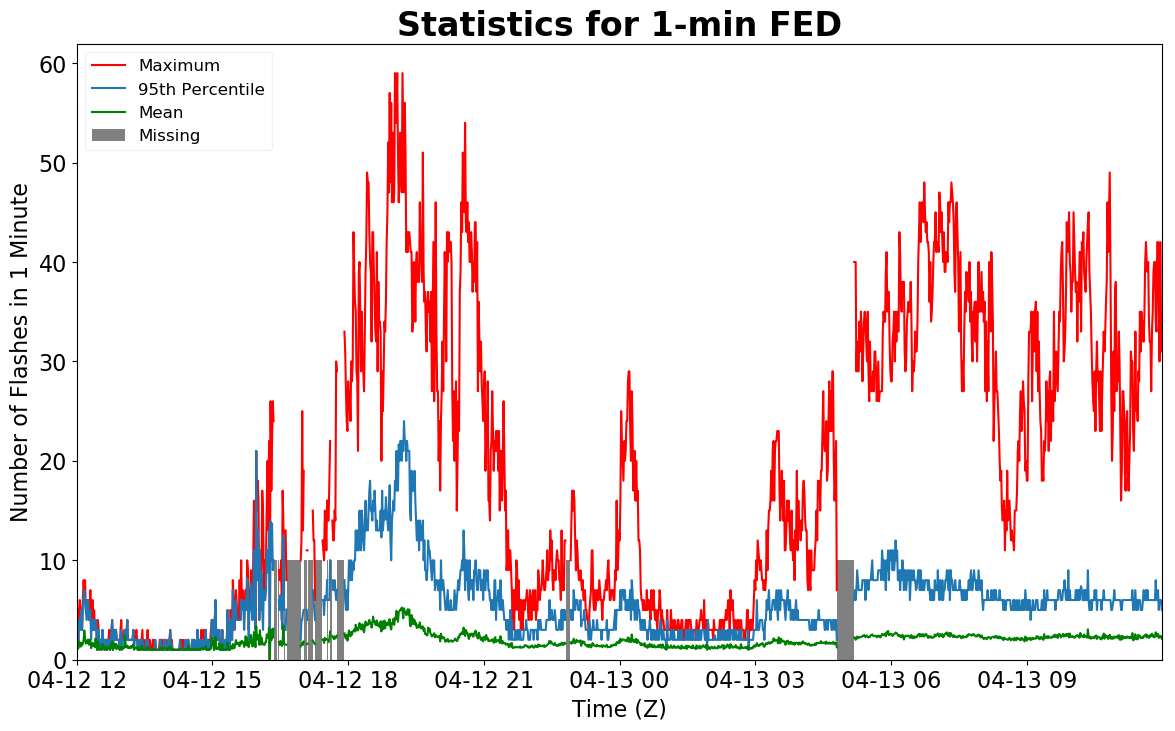 Statistics for 1-min FED
Maximum
95th Percentile
Mean
Missing
Number of Flashes in 1 Minute
60
50
40
30
20
10
0
04-12 12 04-12 15 04-12 18 04-12 21 04-13 00 04-13 03 04-13 06 04-13 09
Time (Z)